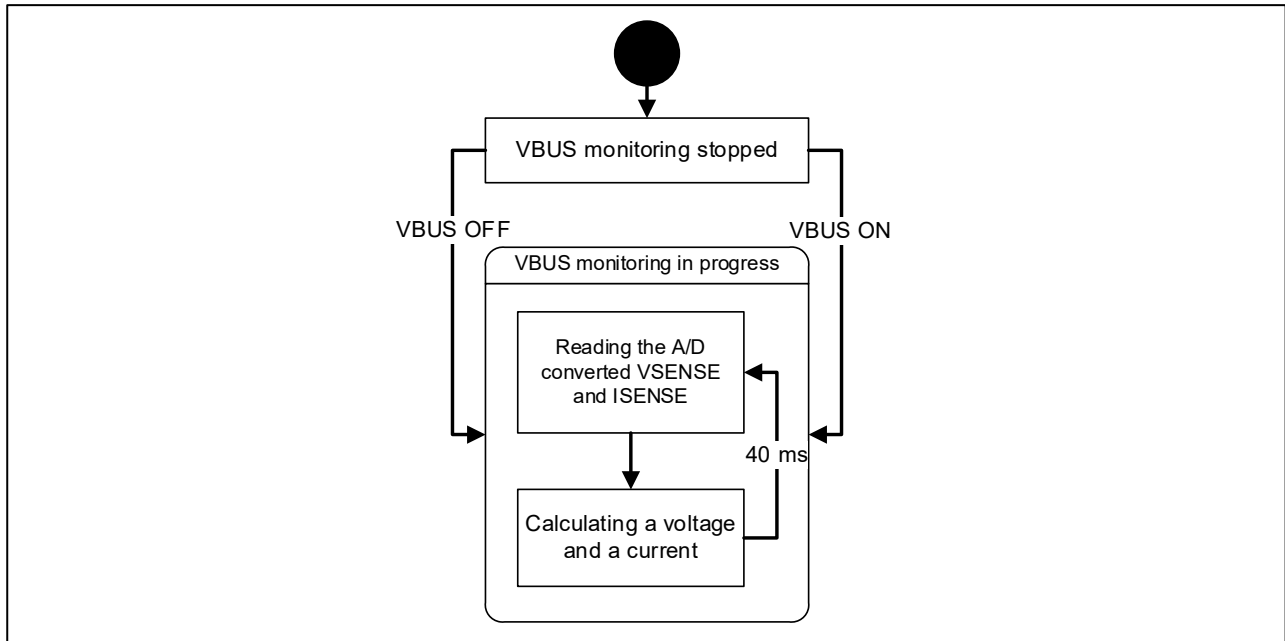 VBUS monitoring stopped
VBUS OFF
VBUS ON
VBUS monitoring in progress
Reading the A/D
converted VSENSE
and ISENSE
40 ms
Calculating a voltage
and a current